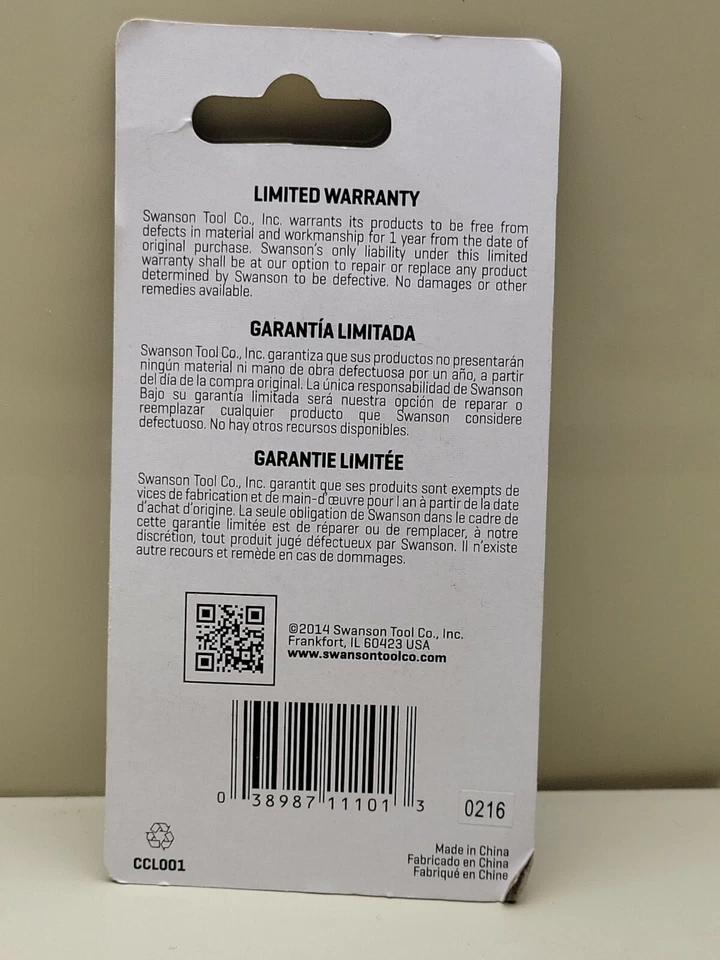 LIMITED WARRANTY
Swanson Tool Co., Inc. warrants its products to be free from
defects in material and workmanship for 1 year from the date of
original purchase. Swanson's only liability under this limited
warranty shall be at our option to repair or replace any product
determined by Swanson to be defective. No damages or other
remedies available.
GARANTÍA LIMITADA
Swanson Tool Co., Inc. garantiza que sus productos no presentarán
ningún material ni mano de obra defectuosa por un año, a partir
del día de la compra original. La única responsabilidad de Swanson
Bajo su garantía limitada será nuestra opción de reparar o
reemplazar cualquier producto que Swanson considere
defectuoso. No hay otros recursos disponibles.
GARANTIE LIMITÉE
Swanson Tool Co., Inc. garantit que ses produits sont exempts de
vices de fabrication et de main-d'œuvre pour l an à partir de la date
d'achat d'origine. La seule obligation de Swanson dans le cadre de
cette garantie limitée est de réparer ou de remplacer, à notre
discrétion, tout produit jugé défectueux par Swanson. Il n'existe
autre recours et remède en cas de dommages.
©2014 Swanson Tool Co., Inc.
Frankfort, IL 60423 USA
www.swansontoolco.com
0 38987 11101 3
0216
CCL001
Made in China
Fabricado en China
Fabriqué en Chine